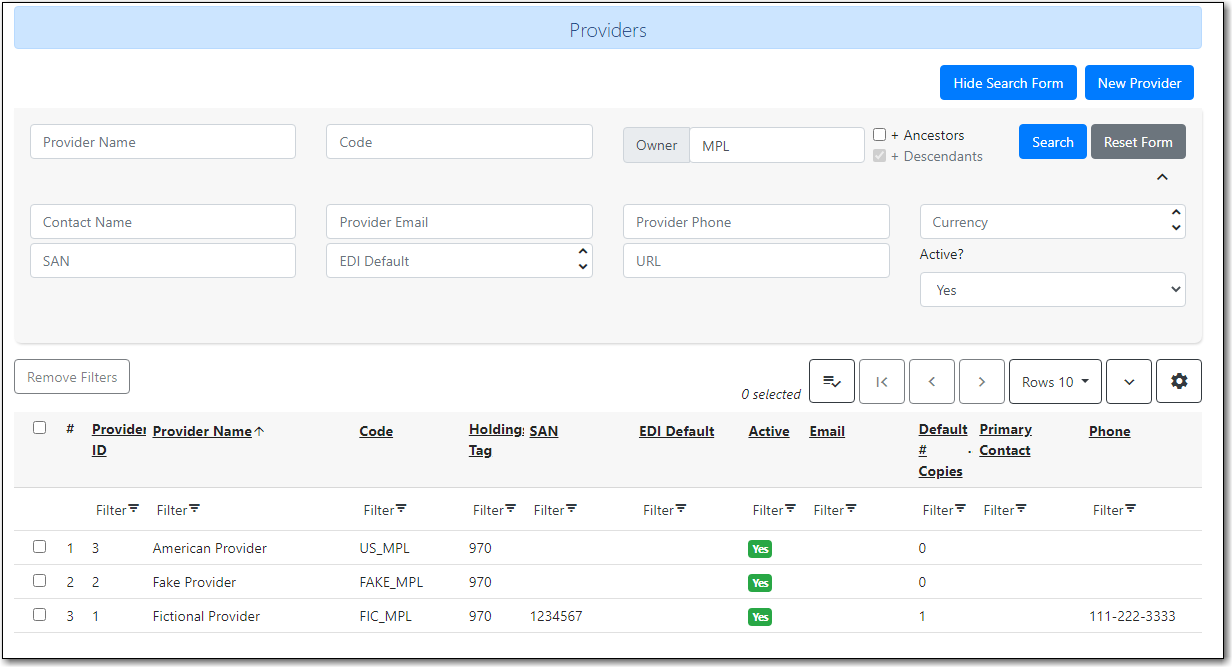 Providers
Hide Search Form New Provider
Provider Name Code Owner MPL + Ancestors Search Reset Form
+ Descendants
Contact Name Provider Email Provider Phone Currency
SAN EDI Default URL Active?
Yes
Remove Filters 0 selected Rows 10
# Provider ID Provider Name Code Holding: Tag SAN EDI Default Active Email Default # Copies Primary Contact Phone
Filter Filter Filter Filter Filter Filter Filter Filter Filter Filter Filter
1 3 American Provider US_MPL 970 Yes 0
2 2 Fake Provider FAKE_MPL 970 Yes 0
3 1 Fictional Provider FIC_MPL 970 1234567 Yes 1 111-222-3333